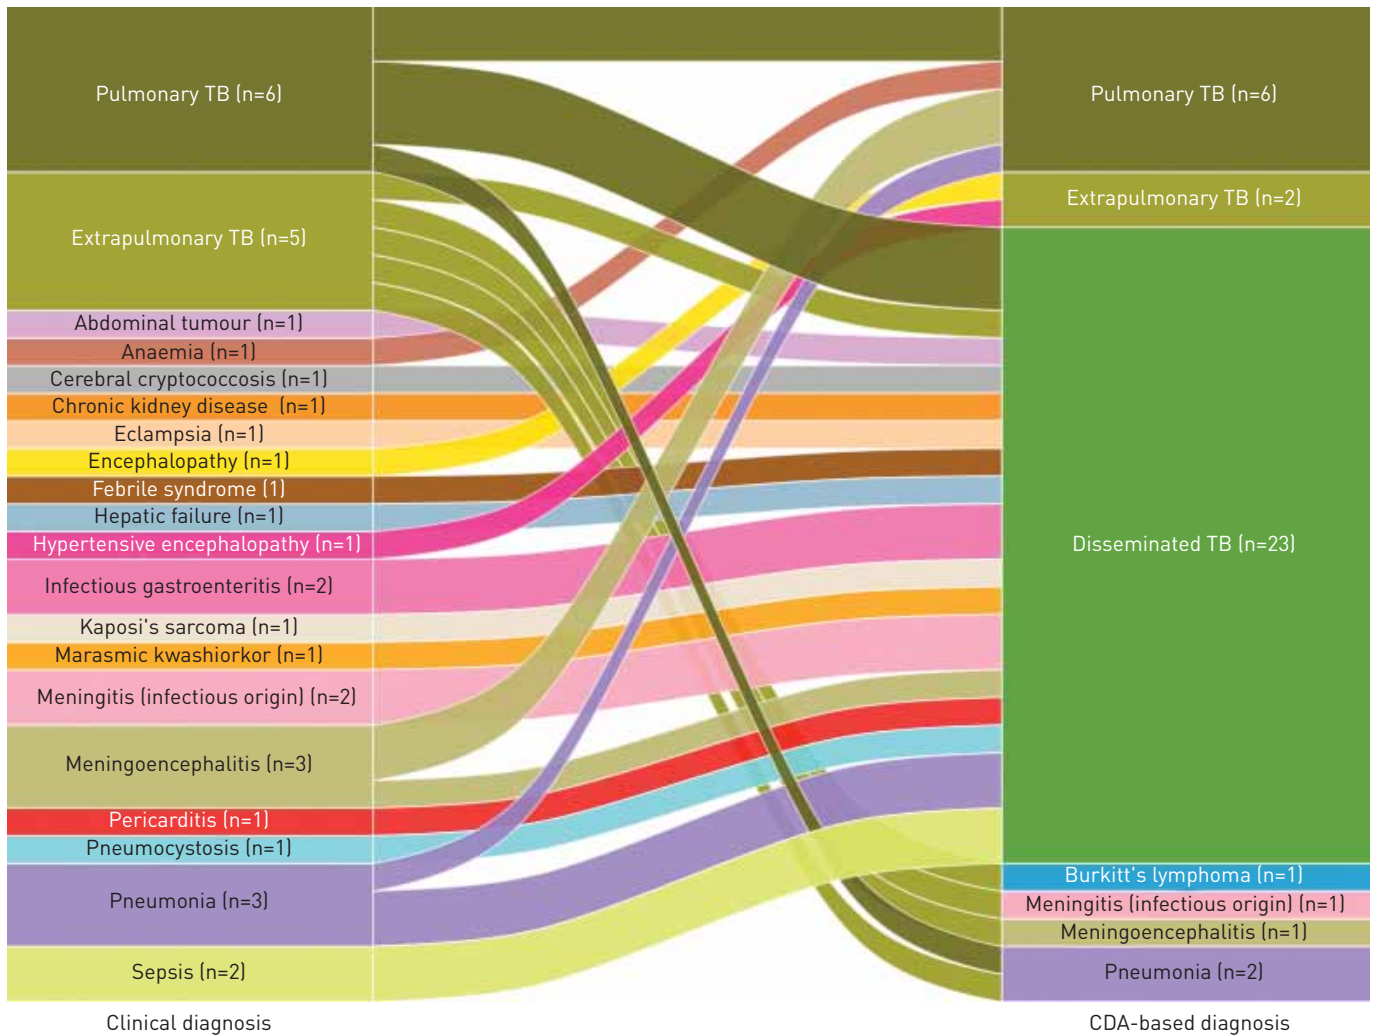 Pulmonary TB (n=6)
Extrapulmonary TB (n=5)
Abdominal tumour (n=1)
Anaemia (n=1)
Cerebral cryptococcosis (n=1)
Chronic kidney disease (n=1)
Eclampsia (n=1)
Encephalopathy (n=1)
Febrile syndrome (1)
Hepatic failure (n=1)
Hypertensive encephalopathy (n=1)
Infectious gastroenteritis (n=2)
Kaposi's sarcoma (n=1)
Marasmic kwashiorkor (n=1)
Meningitis (infectious origin) (n=2)
Meningoencephalitis (n=3)
Pericarditis (n=1)
Pneumocystosis (n=1)
Pneumonia (n=3)
Sepsis (n=2)
Clinical diagnosis
Pulmonary TB (n=6)
Extrapulmonary TB (n=2)
Disseminated TB (n=23)
Burkitt's lymphoma (n=1)
Meningitis (infectious origin) (n=1)
Meningoencephalitis (n=1)
Pneumonia (n=2)
CDA-based diagnosis